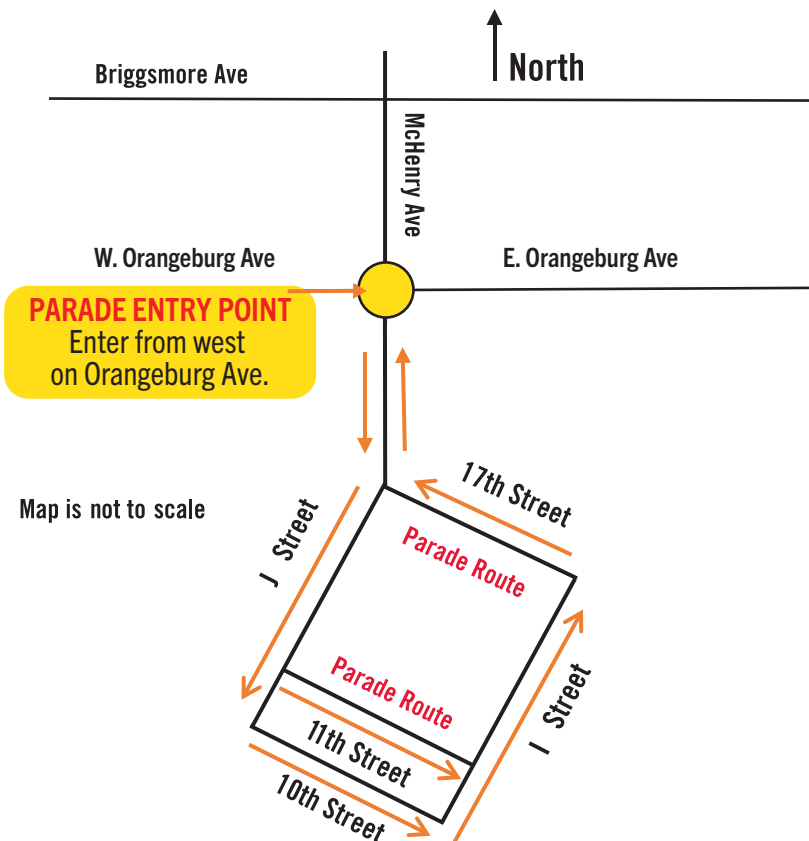 North
Briggsmore Ave
McHenry Ave
W. Orangeburg Ave
E. Orangeburg Ave
PARADE ENTRY POINT
Enter from west
on Orangeburg Ave.
17th Street
Map is not to scale
J Street
Parade Route
Parade Route
I Street
11th Street
10th Street